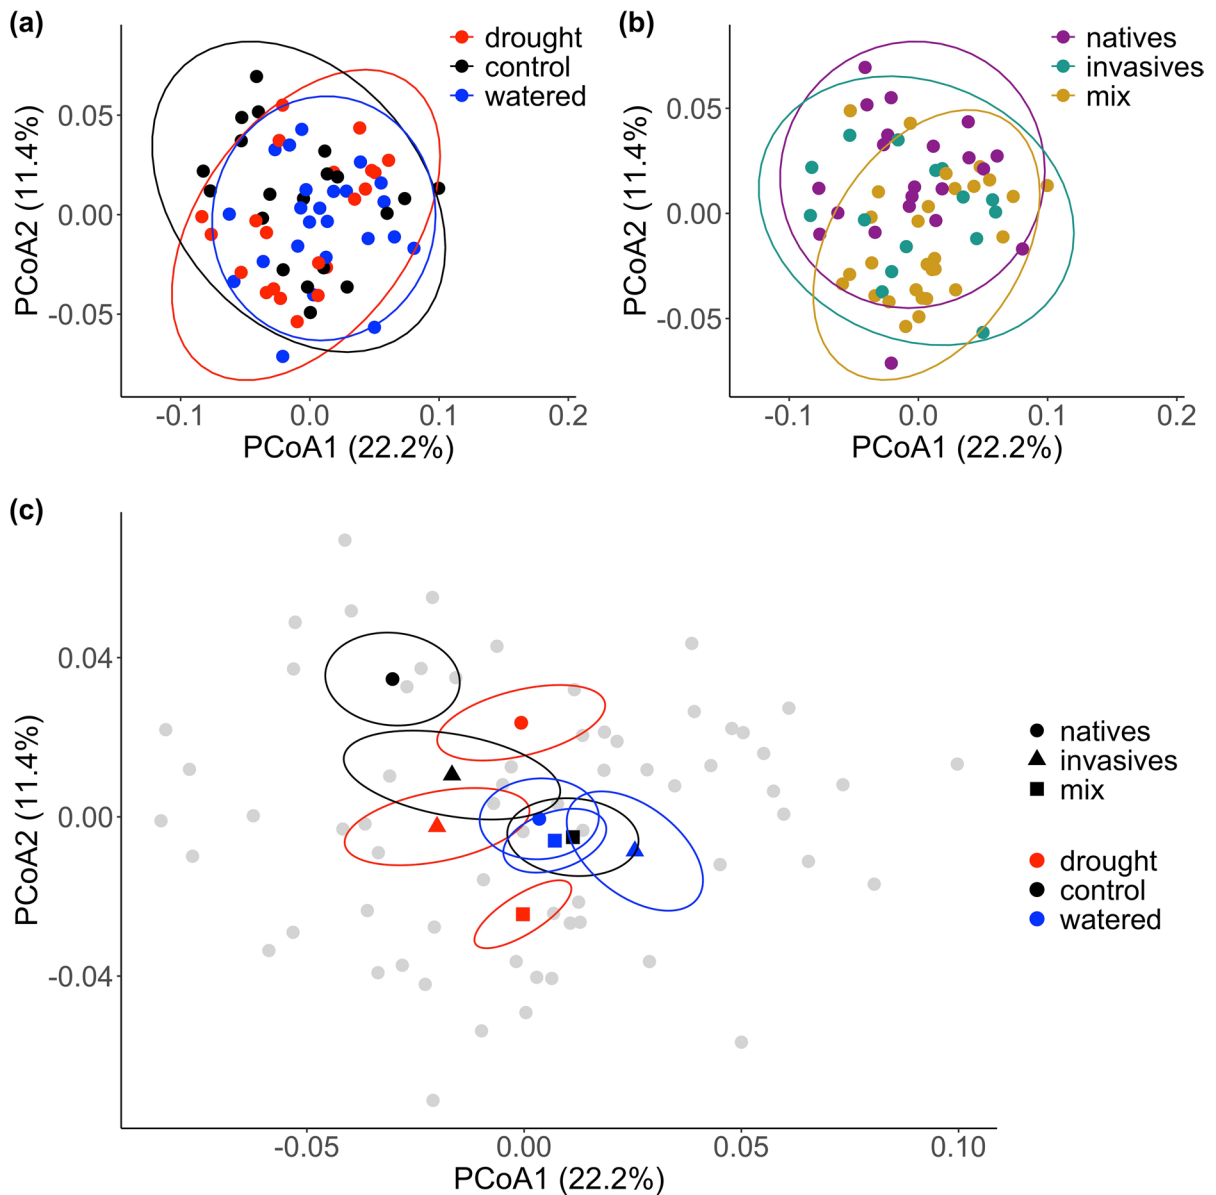 (a)
drought
control
watered
0.05
0.00
-0.05
PCoA2 (11.4%)
-0.1
0.0
0.1
0.2
PCoA1 (22.2%)
(b)
natives
invasives
mix
0.05
0.00
-0.05
PCoA2 (11.4%)
-0.1
0.0
0.1
0.2
PCoA1 (22.2%)
(c)
0.04
0.00
-0.04
PCoA2 (11.4%)
natives
invasives
mix
drought
control
watered
-0.05
0.00
0.05
0.10
PCoA1 (22.2%)